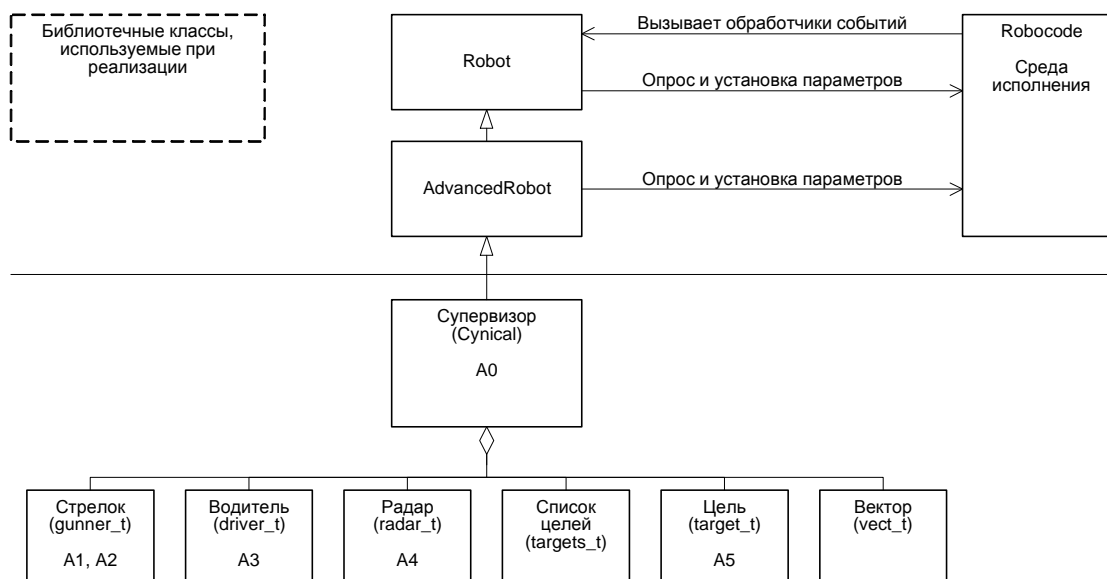 Библиотечные классы,
используемые при
реализации
Robot
Вызывает обработчики событий
Опрос и установка параметров
Robocode
Среда
исполнения
AdvancedRobot
Опрос и установка параметров
Супервизор
(Cynical)
A0
Стрелок
(gunner_t)
A1, A2
Водитель
(driver_t)
A3
Радар
(radar_t)
A4
Список
целей
(targets_t)
Цель
(target_t)
A5
Вектор
(vect_t)